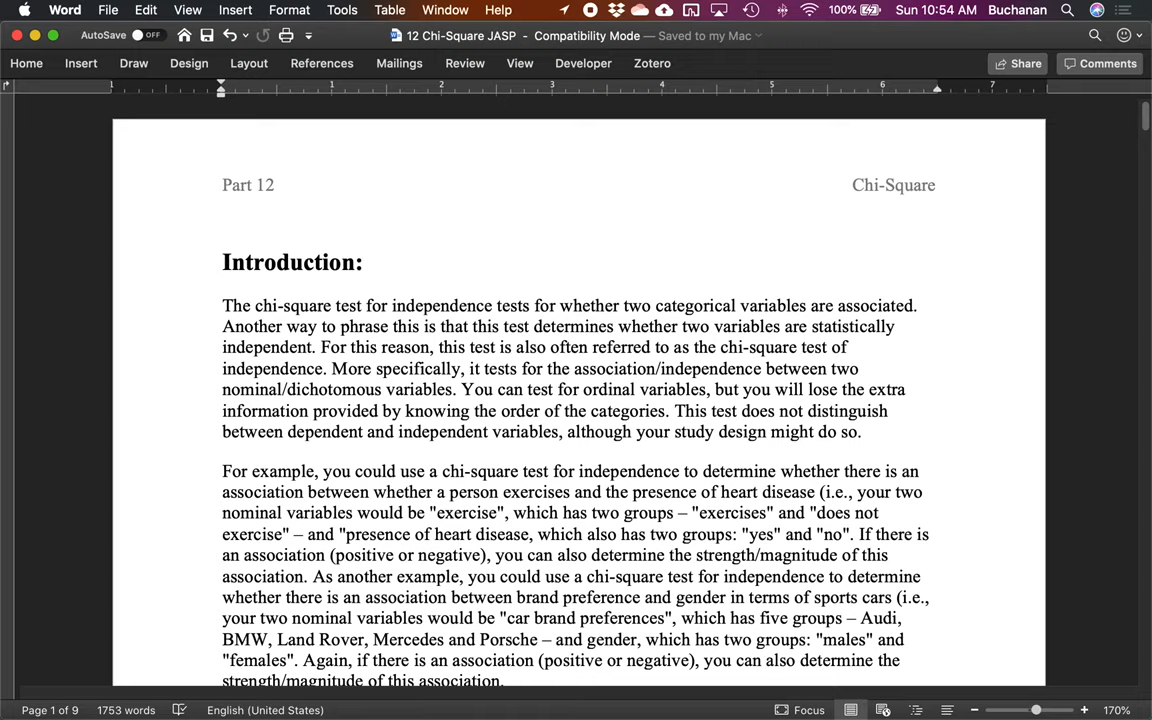 Word File Edit View Insert Format Tools Table Window Help 100% Sun 10:54 AM Buchanan
AutoSave OFF 12 Chi-Square JASP - Compatibility Mode — Saved to my Mac
Home Insert Draw Design Layout References Mailings Review View Developer Zotero Share Comments
1 1 2 3 4 5 6 7
Part 12 Chi-Square
Introduction:
The chi-square test for independence tests for whether two categorical variables are associated.
Another way to phrase this is that this test determines whether two variables are statistically
independent. For this reason, this test is also often referred to as the chi-square test of
independence. More specifically, it tests for the association/independence between two
nominal/dichotomous variables. You can test for ordinal variables, but you will lose the extra
information provided by knowing the order of the categories. This test does not distinguish
between dependent and independent variables, although your study design might do so.
For example, you could use a chi-square test for independence to determine whether there is an
association between whether a person exercises and the presence of heart disease (i.e., your two
nominal variables would be "exercise", which has two groups – "exercises" and "does not
exercise" – and "presence of heart disease, which also has two groups: "yes" and "no". If there is
an association (positive or negative), you can also determine the strength/magnitude of this
association. As another example, you could use a chi-square test for independence to determine
whether there is an association between brand preference and gender in terms of sports cars (i.e.,
your two nominal variables would be "car brand preferences", which has five groups – Audi,
BMW, Land Rover, Mercedes and Porsche – and gender, which has two groups: "males" and
"females". Again, if there is an association (positive or negative), you can also determine the
strength/magnitude of this association.
Page 1 of 9 1753 words English (United States) Focus 170%